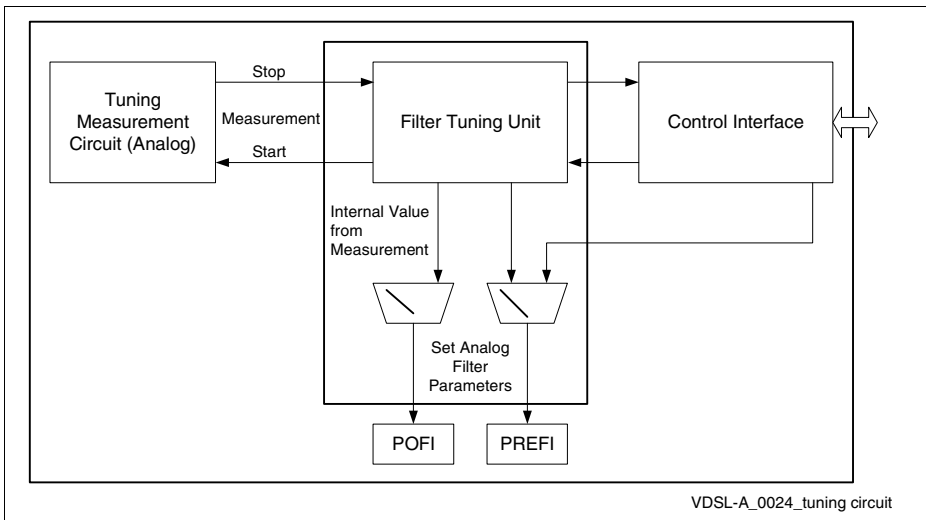 Stop
Tuning
Measurement
Circuit (Analog)
Measurement
Filter Tuning Unit
Control Interface
Start
Internal Value
from
Measurement
Set Analog
Filter
Parameters
POFI
PREFI
VDSL-A_0024_tuning circuit